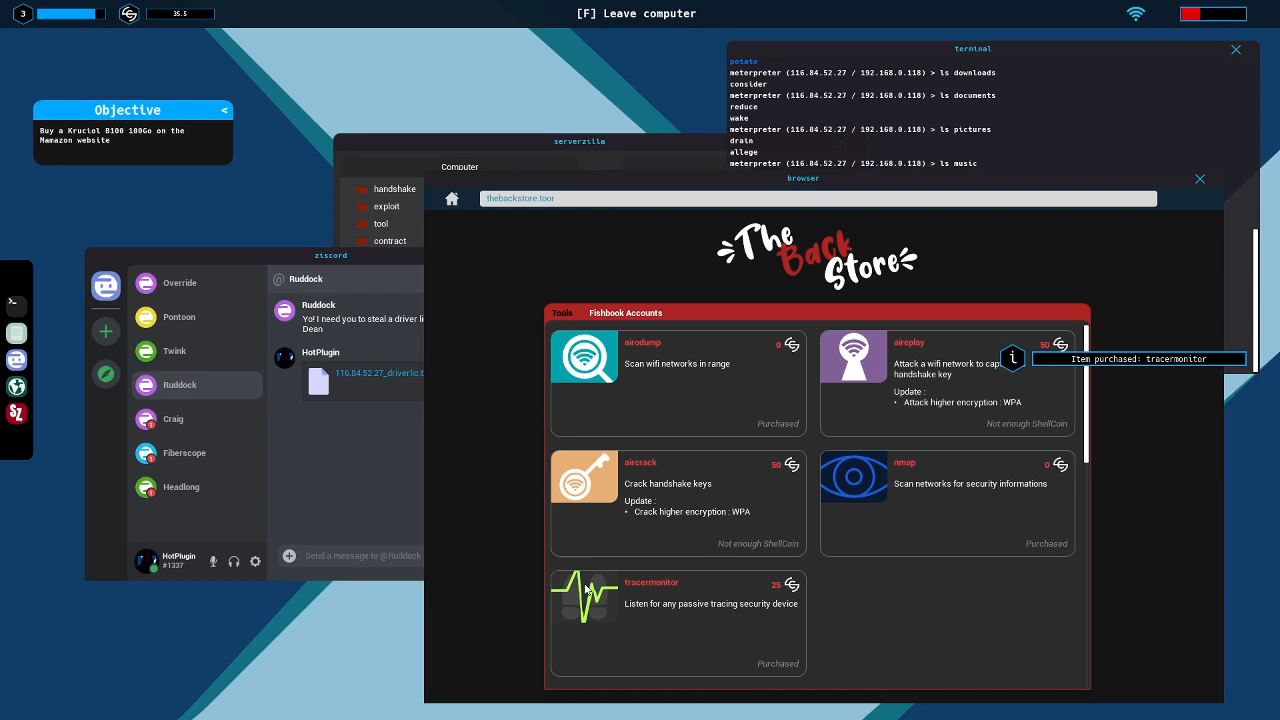 3
35.5
[F] Leave computer
Objective <
Buy a Kruciol B100 100Go on the
Mamazon website
terminal
potato
meterpreter (116.84.52.27 / 192.168.0.118) > ls downloads
consider
meterpreter (116.84.52.27 / 192.168.0.118) > ls documents
reduce
wake
meterpreter (116.84.52.27 / 192.168.0.118) > ls pictures
drain
allege
meterpreter (116.84.52.27 / 192.168.0.118) > ls music
serverzilla
Computer
handshake
exploit
tool
contract
ziscord
Override
Pontoon
Twink
Ruddock
Craig
1
Fiberscope
1
Headlong
1
HotPlugin
#1337
@ Ruddock
Ruddock
Yo! I need you to steal a driver li
Dean
HotPlugin
116.84.52.27_driverlic.t
Send a message to @Ruddock
browser
thebackstore.toor
The
Back
Store
Tools Fishbook Accounts
airodump 0
Scan wifi networks in range
Purchased
aireplay 50
Attack a wifi network to cap
handshake key
Update :
• Attack higher encryption : WPA
Not enough ShellCoin
i Item purchased: tracermonitor
aircrack 50
Crack handshake keys
Update :
• Crack higher encryption : WPA
Not enough ShellCoin
nmap 0
Scan networks for security informations
Purchased
tracermonitor 25
Listen for any passive tracing security device
Purchased
SZ